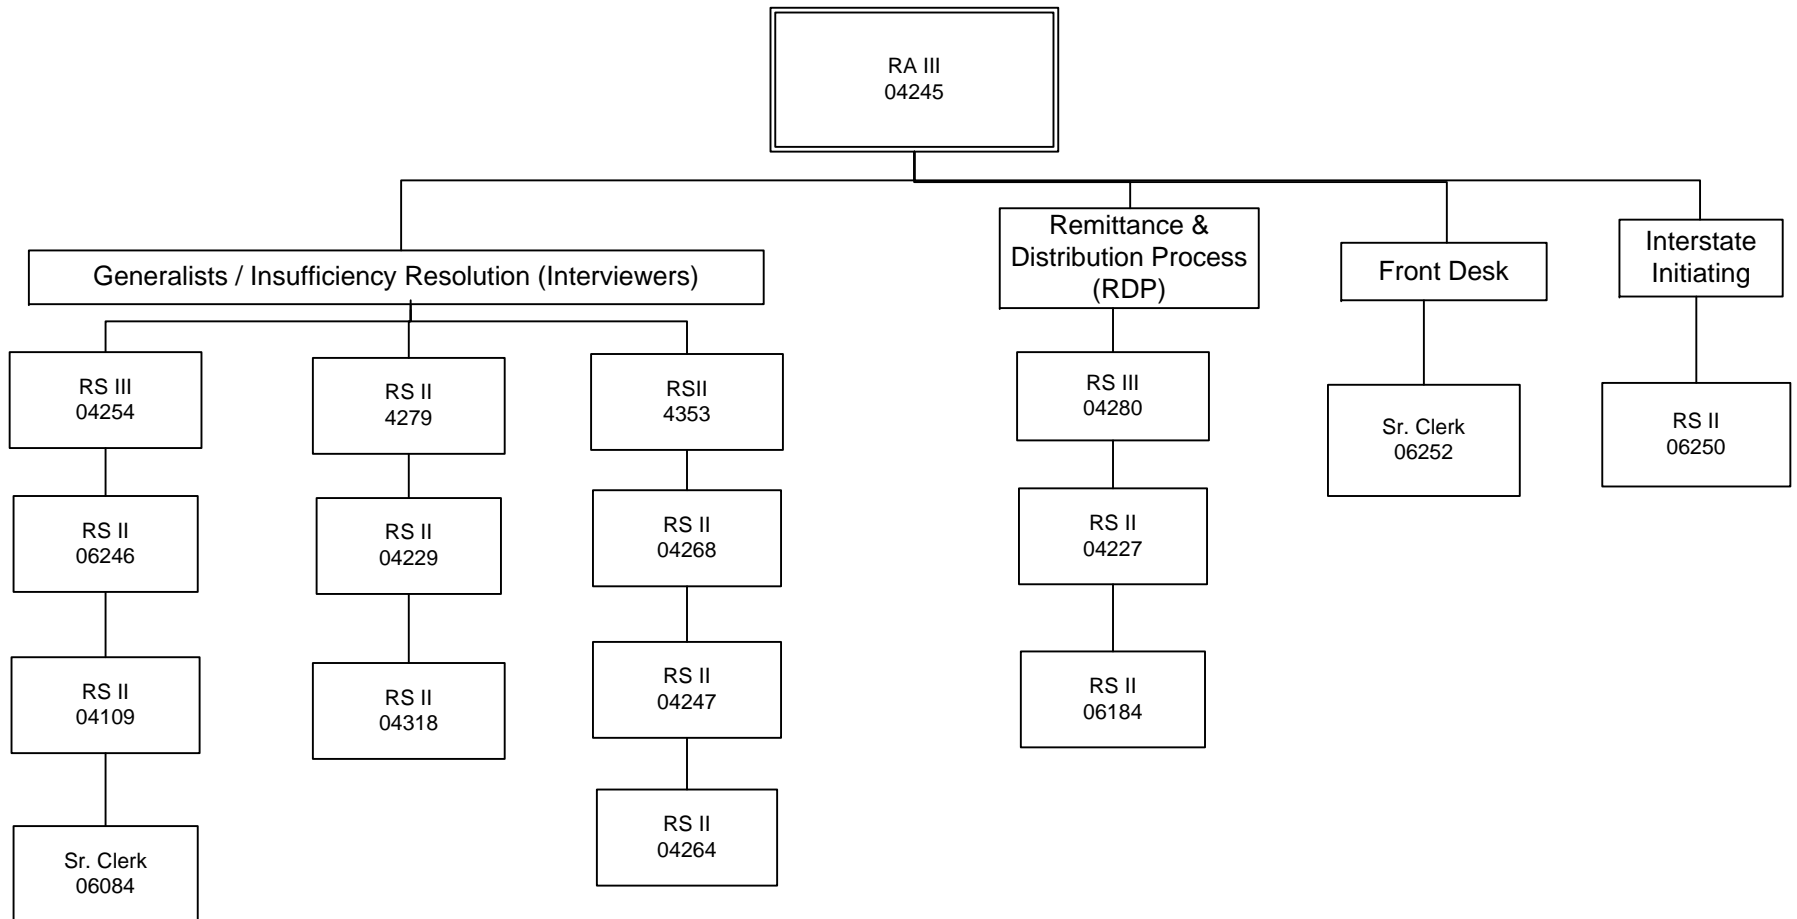 RA III
04245
Generalists / Insufficiency Resolution (Interviewers)
Remittance &
Distribution Process
(RDP)
Front Desk
Interstate
Initiating
RS III
04254
RS II
4279
RSII
4353
RS III
04280
Sr. Clerk
06252
RS II
06250
RS II
06246
RS II
04229
RS II
04268
RS II
04227
RS II
04109
RS II
04318
RS II
04247
RS II
06184
Sr. Clerk
06084
RS II
04264